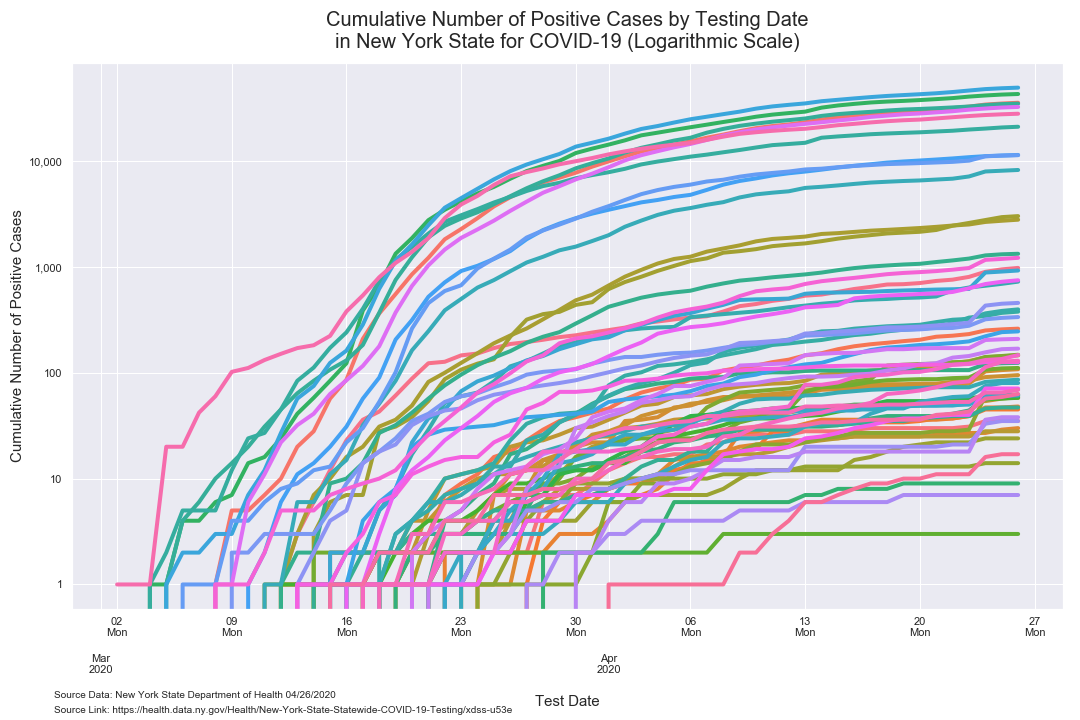 Cumulative Number of Positive Cases by Testing Date
in New York State for COVID-19 (Logarithmic Scale)
Cumulative Number of Positive Cases
10,000
1,000
100
10
1
02 09 16 23 30 06 13 20 27
Mon Mon Mon Mon Mon Mon Mon Mon Mon
Mar Apr
2020 2020
Test Date
Source Data: New York State Department of Health 04/26/2020
Source Link: https://health.data.ny.gov/Health/New-York-State-Statewide-COVID-19-Testing/xdss-u53e